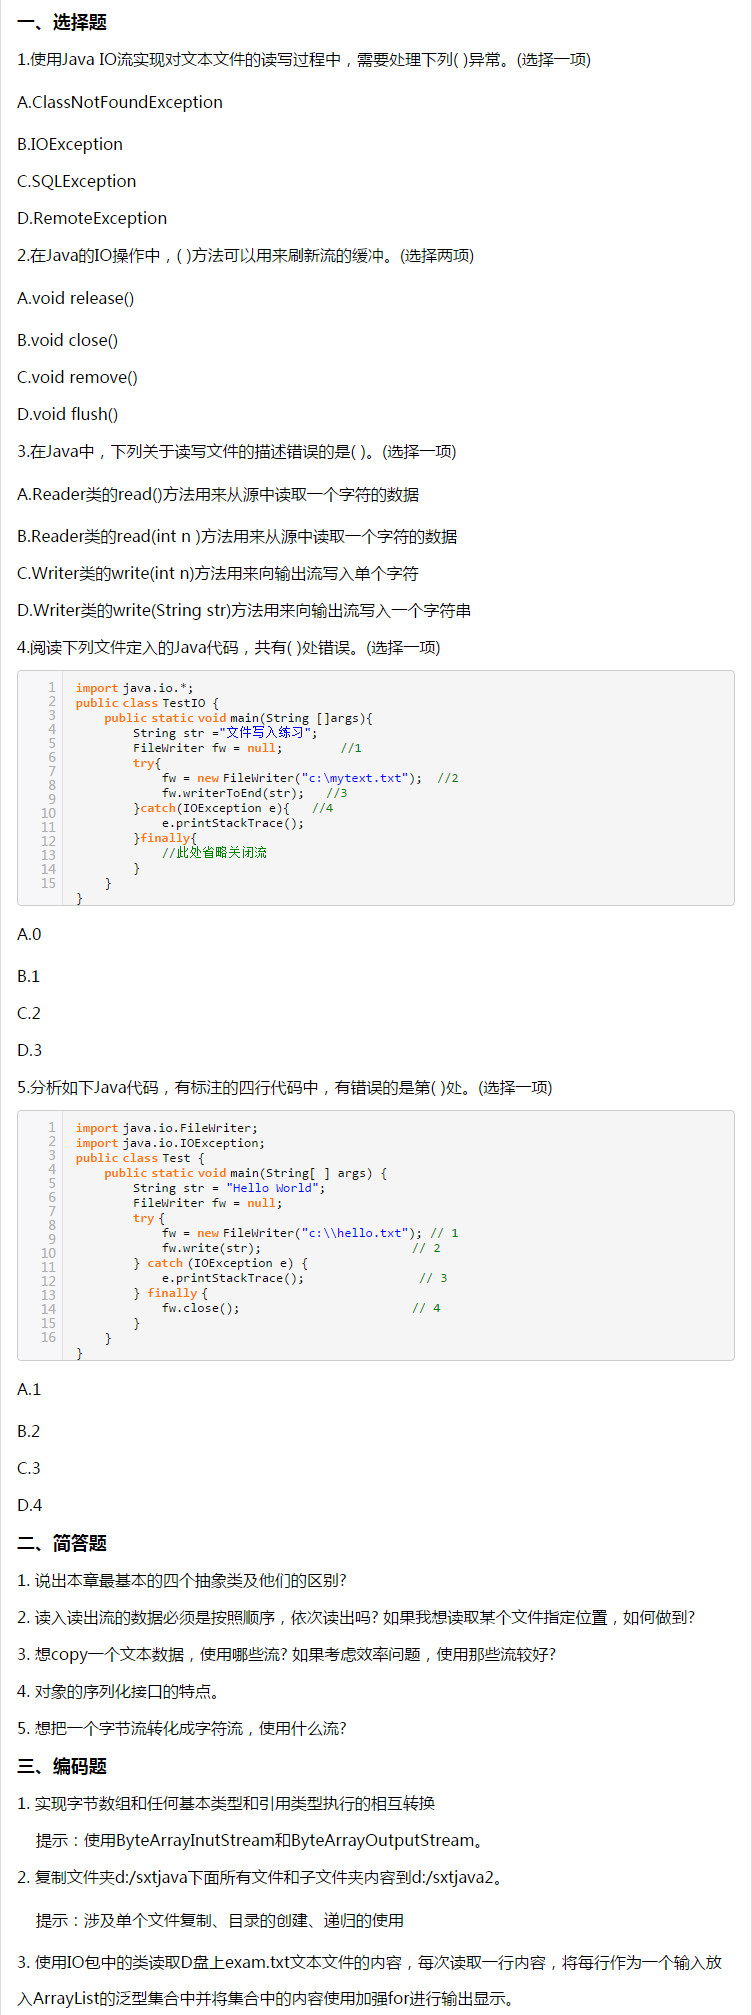 一、选择题
1.使用Java IO流实现对文本文件的读写过程中，需要处理下列( )异常。(选择一项)
A.ClassNotFoundException
B.IOException
C.SQLException
D.RemoteException
2.在Java的IO操作中，( )方法可以用来刷新流的缓冲。(选择两项)
A.void release()
B.void close()
C.void remove()
D.void flush()
3.在Java中，下列关于读写文件的描述错误的是( )。(选择一项)
A.Reader类的read()方法用来从源中读取一个字符的数据
B.Reader类的read(int n )方法用来从源中读取一个字符的数据
C.Writer类的write(int n)方法用来向输出流写入单个字符
D.Writer类的write(String str)方法用来向输出流写入一个字符串
4.阅读下列文件定入的Java代码，共有( )处错误。(选择一项)
1 import java.io.*;
2 public class TestIO {
3     public static void main(String []args){
4         String str ="文件写入练习";
5         FileWriter fw = null;        //1
6         try{
7             fw = new FileWriter("c:\mytext.txt");  //2
8             fw.writerToEnd(str);   //3
9         }catch(IOException e){   //4
10             e.printStackTrace();
11         }finally{
12             //此处省略关闭流
13         }
14     }
15 }
A.0
B.1
C.2
D.3
5.分析如下Java代码，有标注的四行代码中，有错误的是第( )处。(选择一项)
1 import java.io.FileWriter;
2 import java.io.IOException;
3 public class Test {
4     public static void main(String[ ] args) {
5         String str = "Hello World";
6         FileWriter fw = null;
7         try {
8             fw = new FileWriter("c:\\hello.txt"); // 1
9             fw.write(str);                     // 2
10         } catch (IOException e) {
11             e.printStackTrace();                // 3
12         } finally {
13             fw.close();                        // 4
14         }
15     }
16 }
A.1
B.2
C.3
D.4
二、简答题
1. 说出本章最基本的四个抽象类及他们的区别?
2. 读入读出流的数据必须是按照顺序，依次读出吗? 如果我想读取某个文件指定位置，如何做到?
3. 想copy一个文本数据，使用哪些流? 如果考虑效率问题，使用那些流较好?
4. 对象的序列化接口的特点。
5. 想把一个字节流转化成字符流，使用什么流?
三、编码题
1. 实现字节数组和任何基本类型和引用类型执行的相互转换
提示：使用ByteArrayInutStream和ByteArrayOutputStream。
2. 复制文件夹d:/sxtjava下面所有文件和子文件夹内容到d:/sxtjava2。
提示：涉及单个文件复制、目录的创建、递归的使用
3. 使用IO包中的类读取D盘上exam.txt文本文件的内容，每次读取一行内容，将每行作为一个输入放
入ArrayList的泛型集合中并将集合中的内容使用加强for进行输出显示。